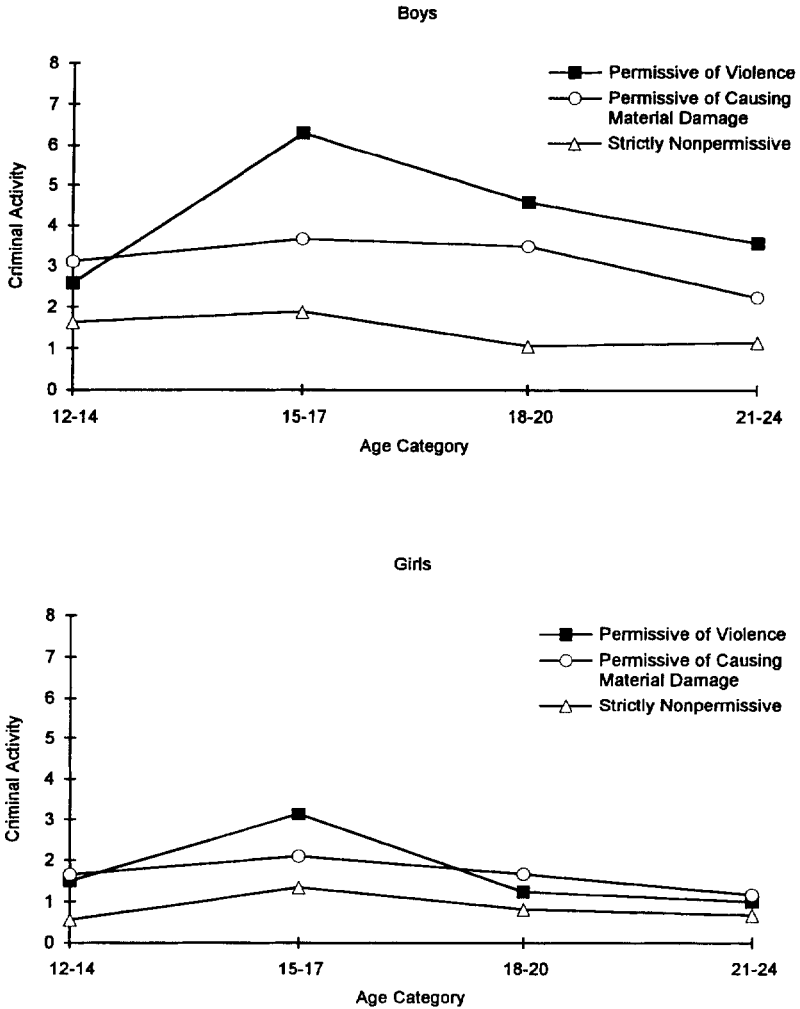 Boys
8
7
6
5
4
3
2
1
0
Criminal Activity
Permissive of Violence
Permissive of Causing
Material Damage
Strictly Nonpermissive
12-14 15-17 18-20 21-24
Age Category
Girls
8
7
6
5
4
3
2
1
0
Criminal Activity
Permissive of Violence
Permissive of Causing
Material Damage
Strictly Nonpermissive
12-14 15-17 18-20 21-24
Age Category